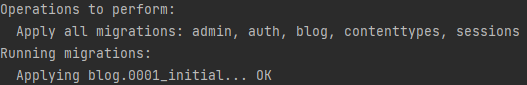 Operations to perform:
  Apply all migrations: admin, auth, blog, contenttypes, sessions
Running migrations:
  Applying blog.0001_initial... OK